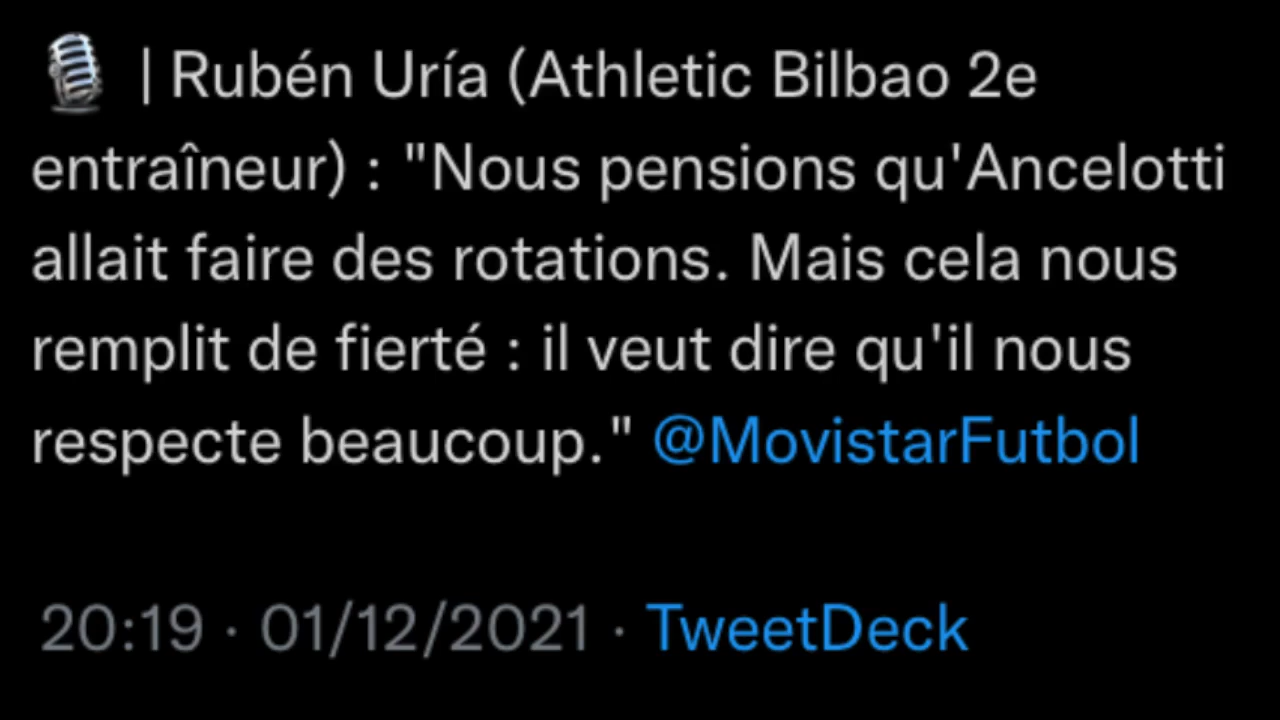 🎙 | Rubén Uría (Athletic Bilbao 2e
entraîneur) : "Nous pensions qu'Ancelotti
allait faire des rotations. Mais cela nous
remplit de fierté : il veut dire qu'il nous
respecte beaucoup." @MovistarFutbol
20:19 · 01/12/2021 · TweetDeck